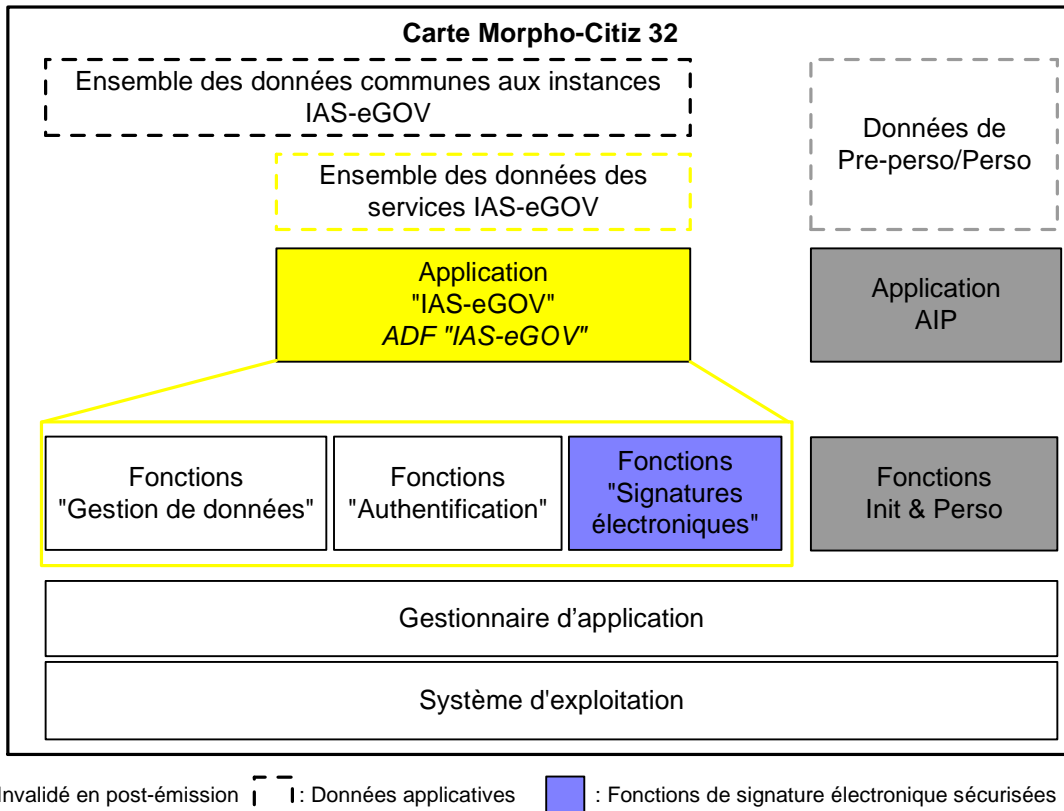 Carte Morpho-Citiz 32
Ensemble des données communes aux instances
IAS-eGOV
Données de
Pre-perso/Perso
Ensemble des données des
services IAS-eGOV
Application
"IAS-eGOV"
ADF "IAS-eGOV"
Application
AIP
Fonctions
"Gestion de données"
Fonctions
"Authentification"
Fonctions
"Signatures
électroniques"
Fonctions
Init & Perso
Gestionnaire d'application
Système d'exploitation
Invalidé en post-émission : Données applicatives : Fonctions de signature électronique sécurisées